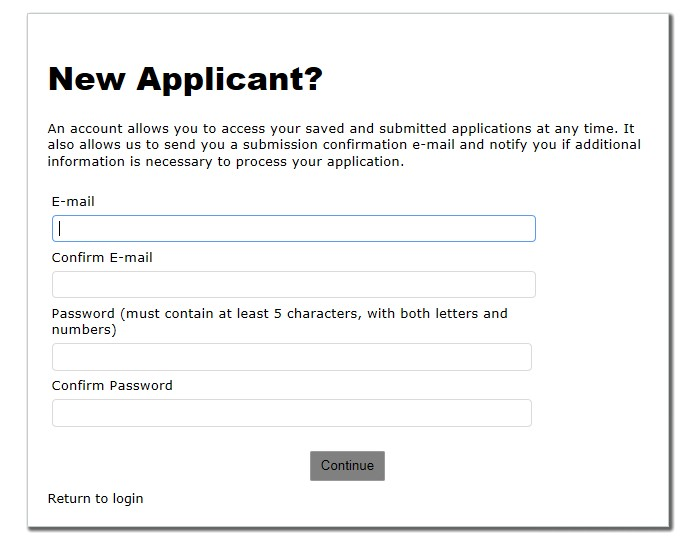 New Applicant?
An account allows you to access your saved and submitted applications at any time. It
also allows us to send you a submission confirmation e-mail and notify you if additional
information is necessary to process your application.
E-mail
Confirm E-mail
Password (must contain at least 5 characters, with both letters and
numbers)
Confirm Password
Continue
Return to login